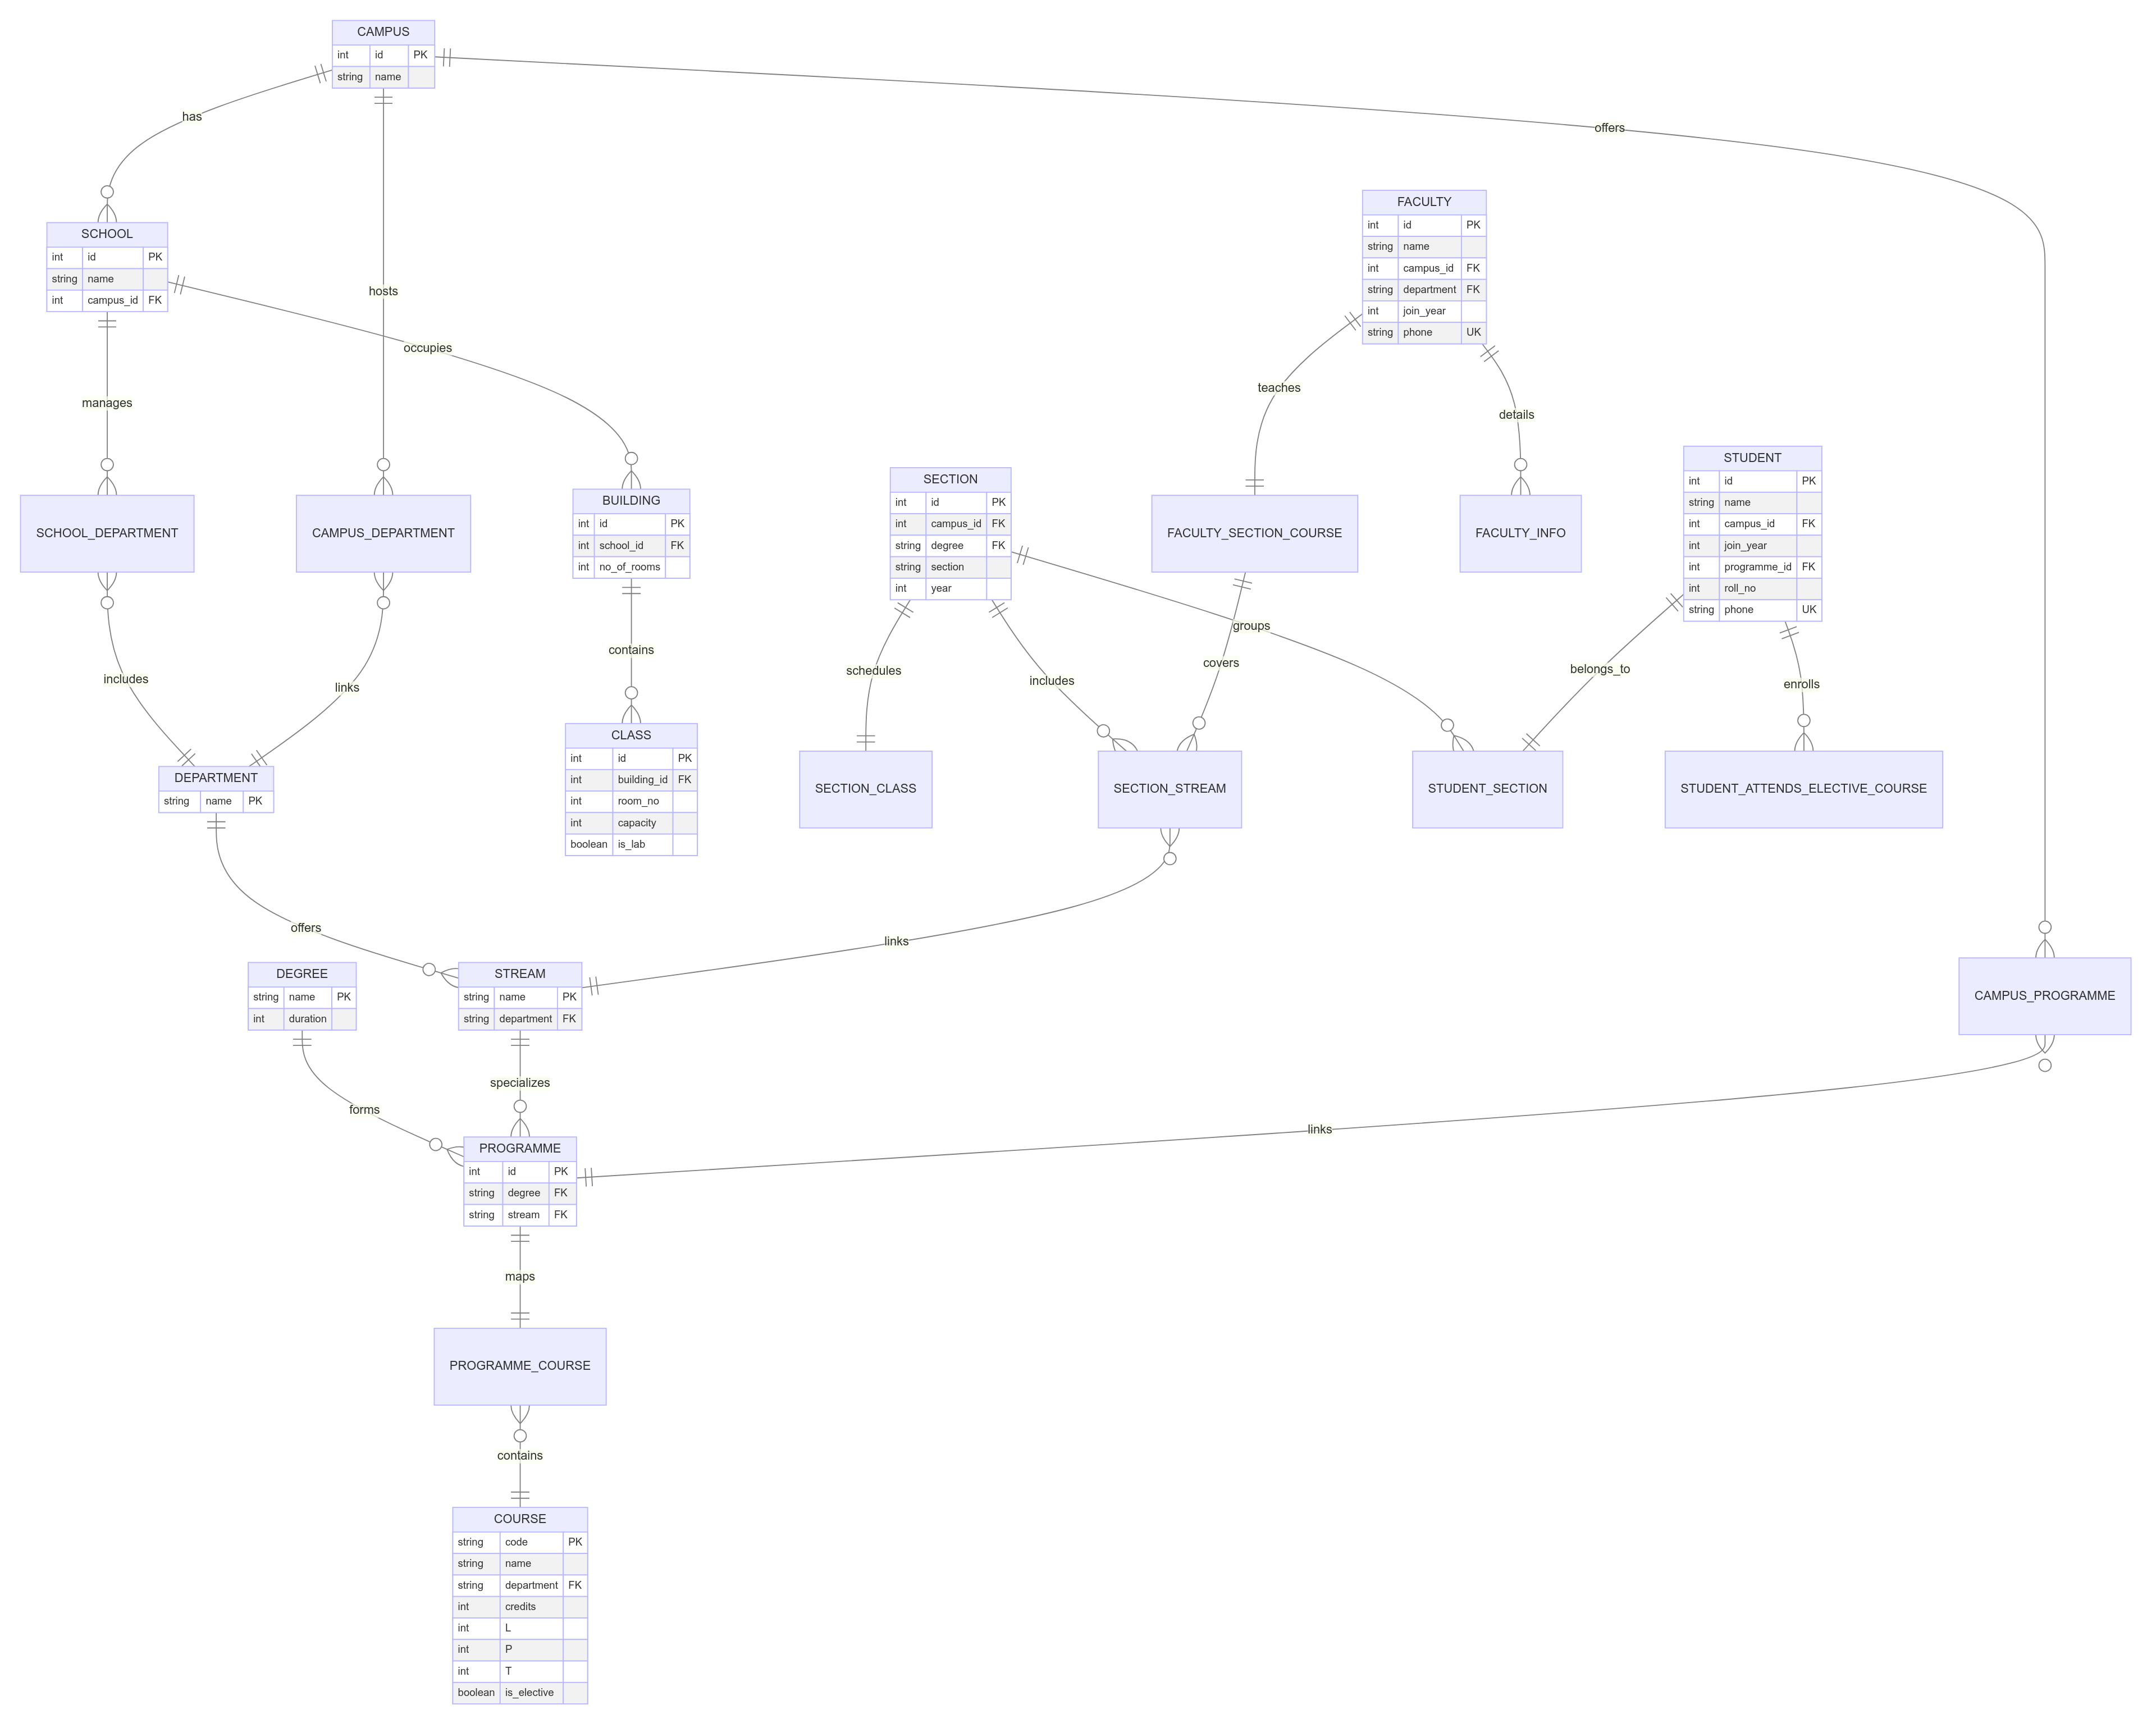 CAMPUS
int id PK
string name
has
offers
SCHOOL
int id PK
string name
int campus_id FK
FACULTY
int id PK
string name
int campus_id FK
string department FK
int join_year
string phone UK
hosts
occupies
manages
teaches
details
SCHOOL_DEPARTMENT
CAMPUS_DEPARTMENT
BUILDING
int id PK
int school_id FK
int no_of_rooms
SECTION
int id PK
int campus_id FK
string degree FK
string section
int year
FACULTY_SECTION_COURSE
FACULTY_INFO
STUDENT
int id PK
string name
int campus_id FK
int join_year
int programme_id FK
int roll_no
string phone UK
includes
links
contains
schedules
includes
covers
groups
belongs_to
enrolls
DEPARTMENT
string name PK
CLASS
int id PK
int building_id FK
int room_no
int capacity
boolean is_lab
SECTION_CLASS
SECTION_STREAM
STUDENT_SECTION
STUDENT_ATTENDS_ELECTIVE_COURSE
offers
links
DEGREE
string name PK
int duration
STREAM
string name PK
string department FK
CAMPUS_PROGRAMME
forms
specializes
links
PROGRAMME
int id PK
string degree FK
string stream FK
maps
PROGRAMME_COURSE
contains
COURSE
string code PK
string name
string department FK
int credits
int L
int P
int T
boolean is_elective